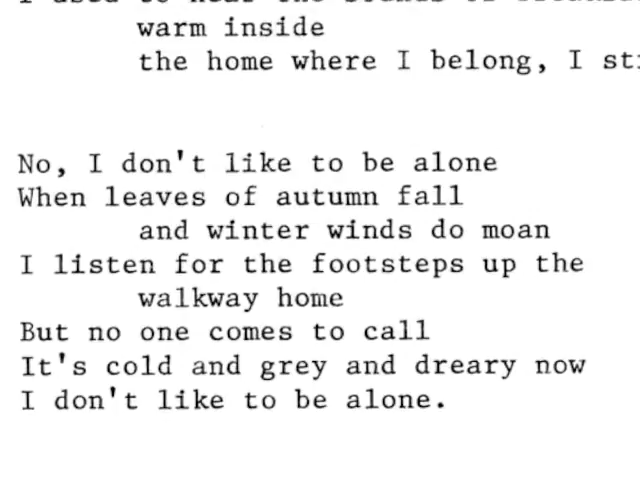 warm inside
the home where I belong, I
No, I don't like to be alone
When leaves of autumn fall
and winter winds do moan
I listen for the footsteps up the
walkway home
But no one comes to call
It's cold and grey and dreary now
I don't like to be alone.